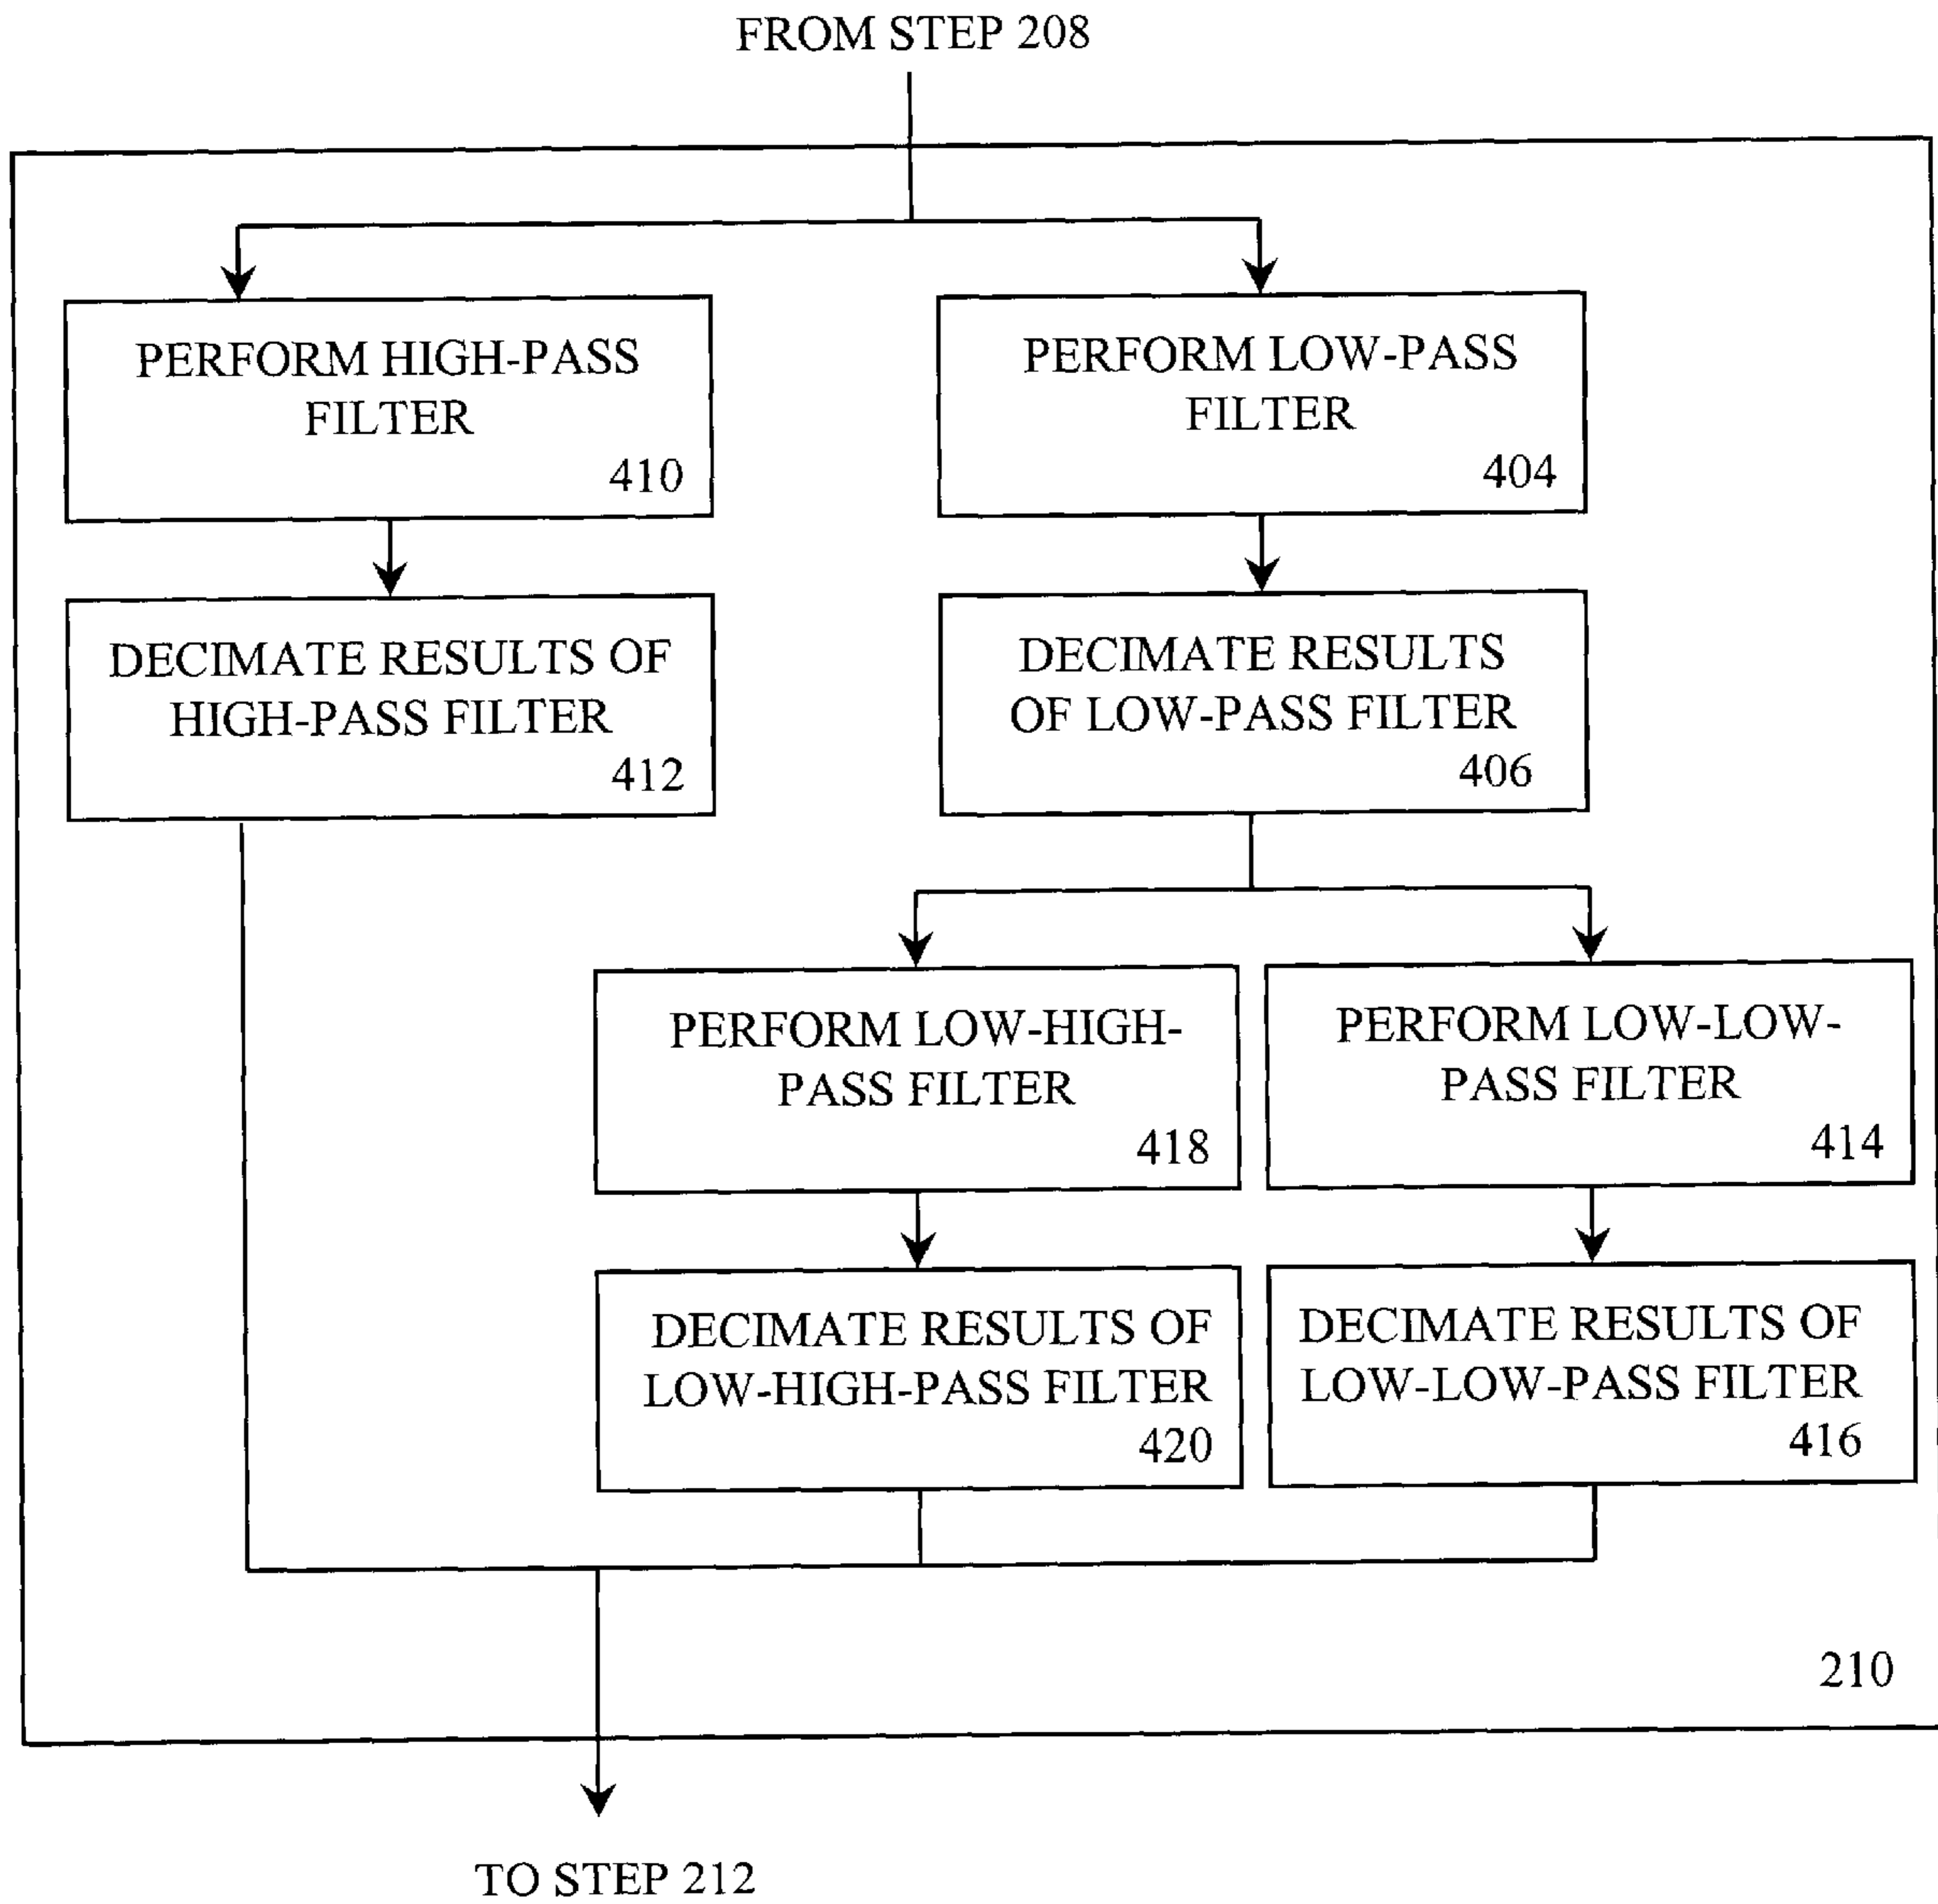 FROM STEP 208
PERFORM HIGH-PASS
FILTER
410
PERFORM LOW-PASS
FILTER
404
DECIMATE RESULTS OF
HIGH-PASS FILTER
412
DECIMATE RESULTS
OF LOW-PASS FILTER
406
PERFORM LOW-HIGH-
PASS FILTER
418
PERFORM LOW-LOW-
PASS FILTER
414
DECIMATE RESULTS OF
LOW-HIGH-PASS FILTER
420
DECIMATE RESULTS OF
LOW-LOW-PASS FILTER
416
210
TO STEP 212